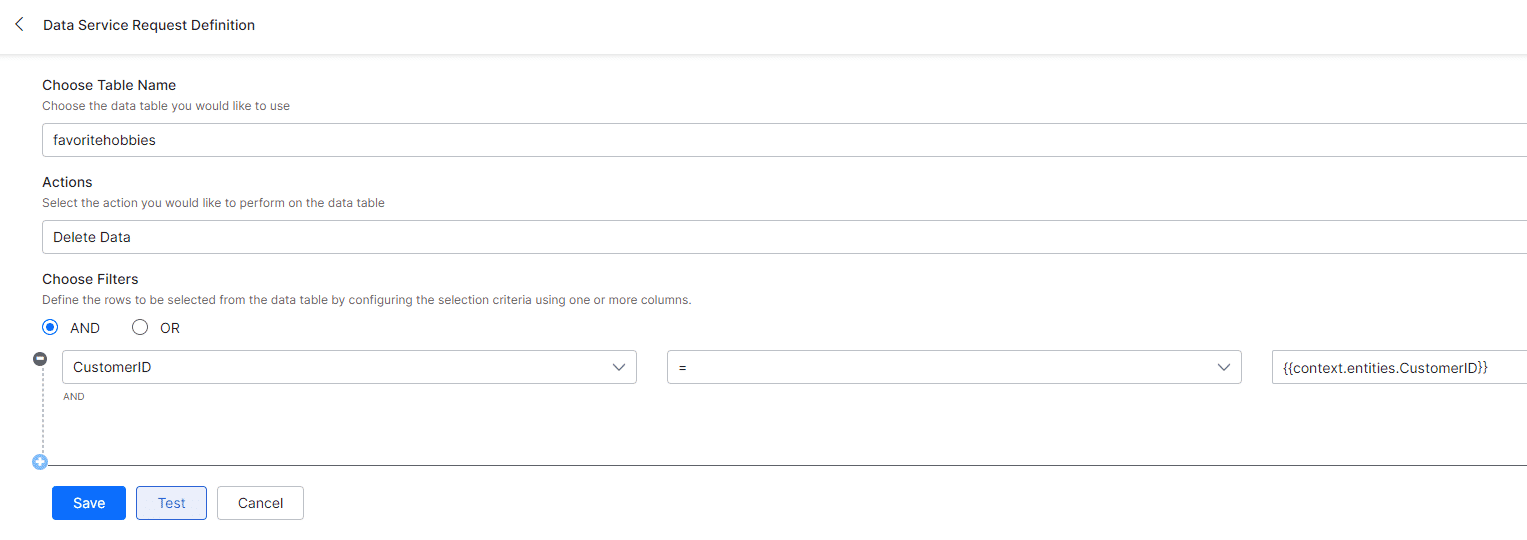 Data Service Request Definition
Choose Table Name
Choose the data table you would like to use
favoritehobbies
Actions
Select the action you would like to perform on the data table
Delete Data
Choose Filters
Define the rows to be selected from the data table by configuring the selection criteria using one or more columns.
AND OR
CustomerID = {{context.entities.CustomerID}}
AND
Save Test Cancel